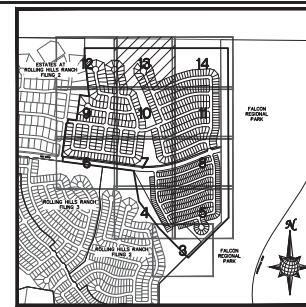 ESTATES AT
ROLLING HILLS RANCH
FILING 2
12
13
14
9
10
11
FALCON
REGIONAL
PARK
6
7
8
ROLLING HILLS RANCH
FILING 3
4
5
ROLLING HILLS RANCH
FILING 2
3
FALCON
REGIONAL
PARK
N